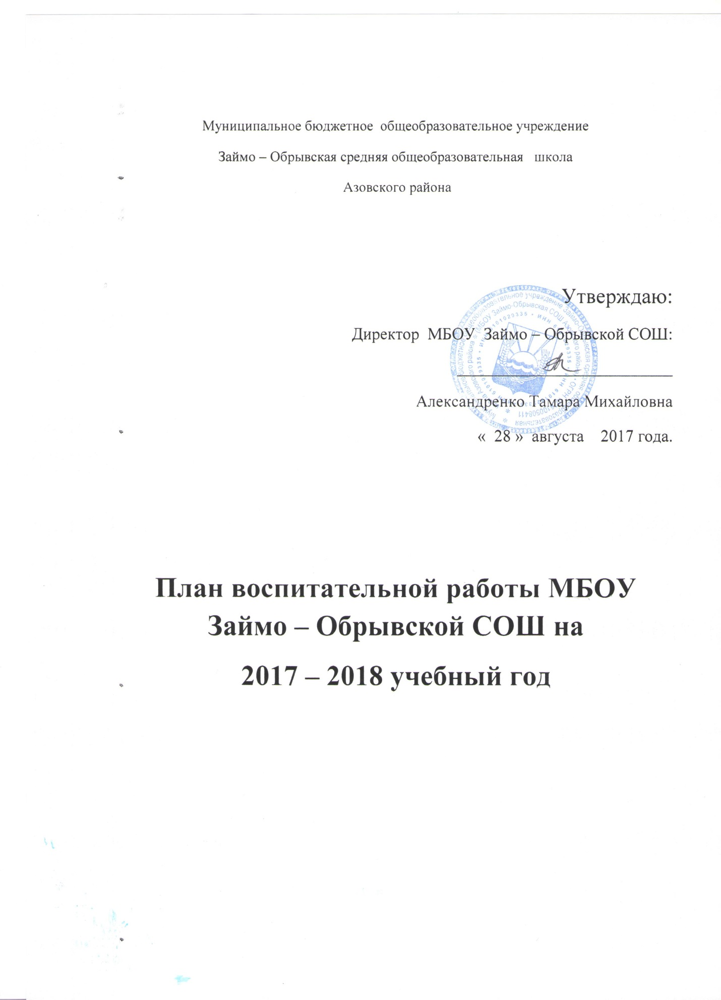 Муниципальное бюджетное общеобразовательное учреждение
Займо – Обрывская средняя общеобразовательная школа
Азовского района
Утверждаю:
Директор МБОУ Займо – Обрывской СОШ:
Александренко Тамара Михайловна
« 28 » августа 2017 года.
План воспитательной работы МБОУ
Займо – Обрывской СОШ на
2017 – 2018 учебный год